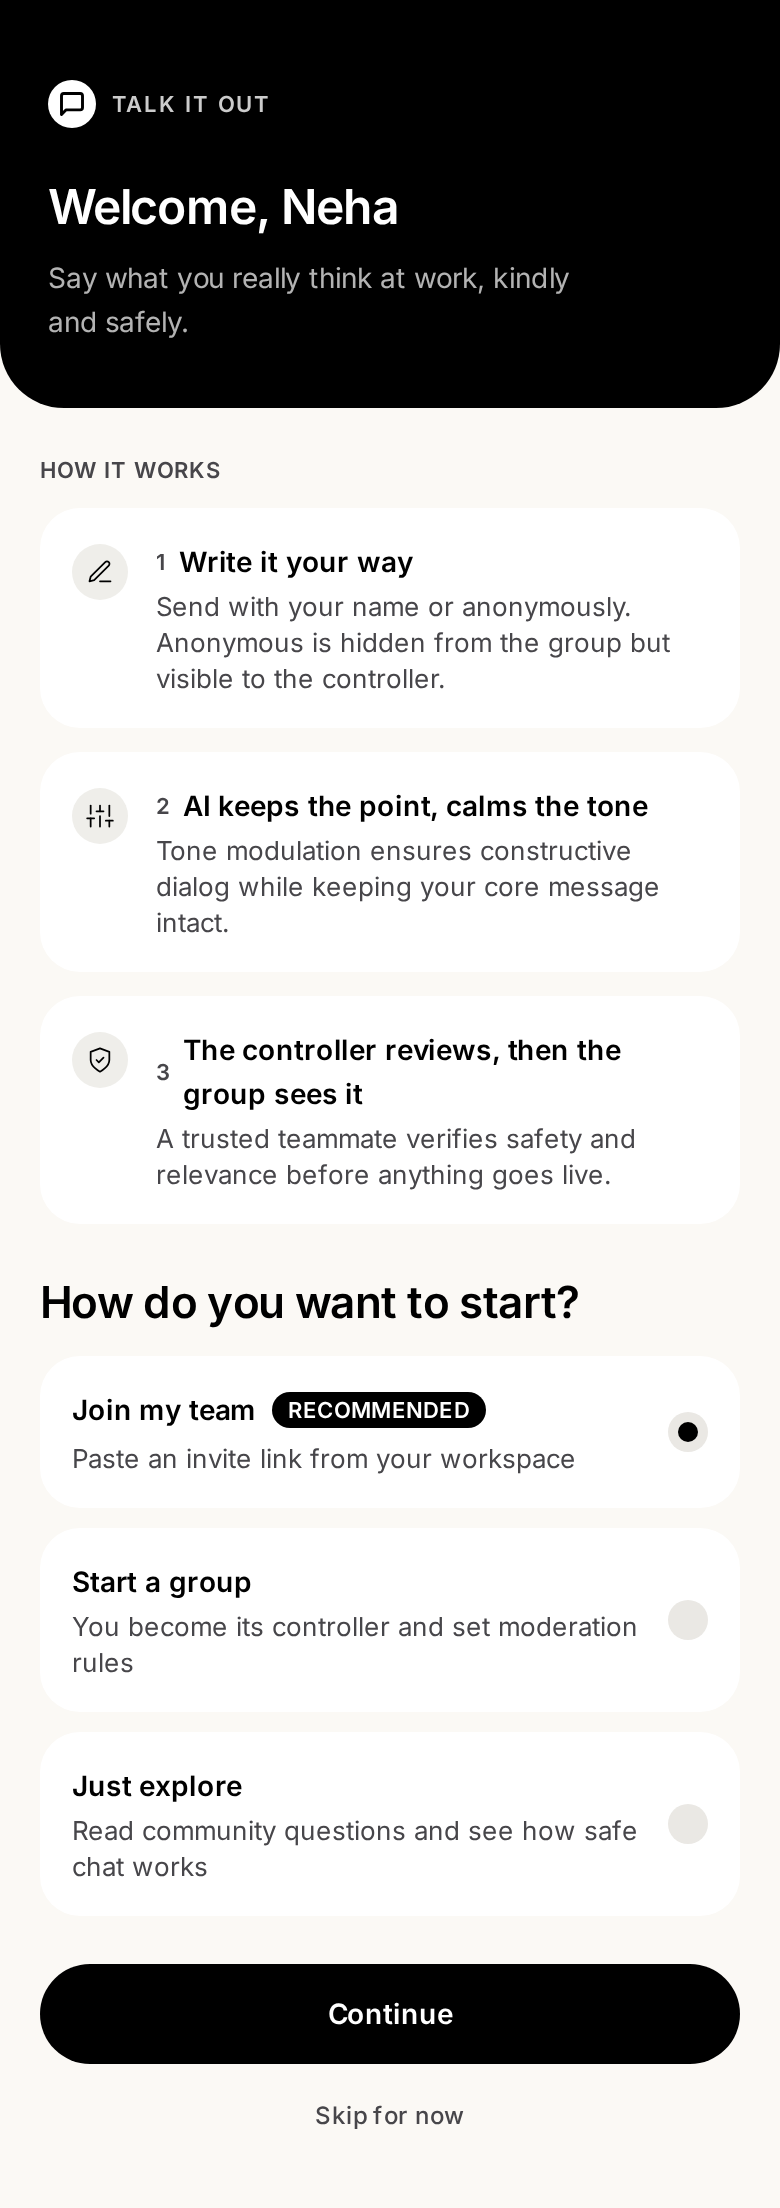 TALK IT OUT
Welcome, Neha
Say what you really think at work, kindly
and safely.
HOW IT WORKS
1 Write it your way
Send with your name or anonymously.
Anonymous is hidden from the group but
visible to the controller.
2 AI keeps the point, calms the tone
Tone modulation ensures constructive
dialog while keeping your core message
intact.
3 The controller reviews, then the
group sees it
A trusted teammate verifies safety and
relevance before anything goes live.
How do you want to start?
Join my team RECOMMENDED
Paste an invite link from your workspace
Start a group
You become its controller and set moderation
rules
Just explore
Read community questions and see how safe
chat works
Continue
Skip for now